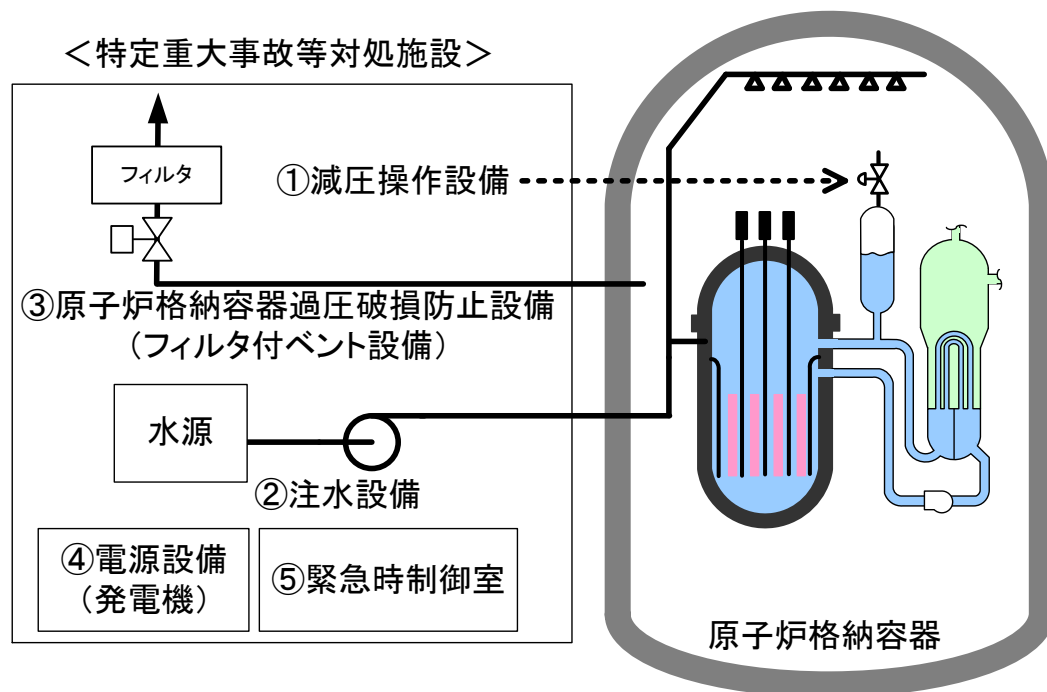 ＜特定重大事故等対処施設＞
フィルタ
①減圧操作設備
③原子炉格納容器過圧破損防止設備
（フィルタ付ベント設備）
水源
②注水設備
④電源設備
（発電機）
⑤緊急時制御室
原子炉格納容器